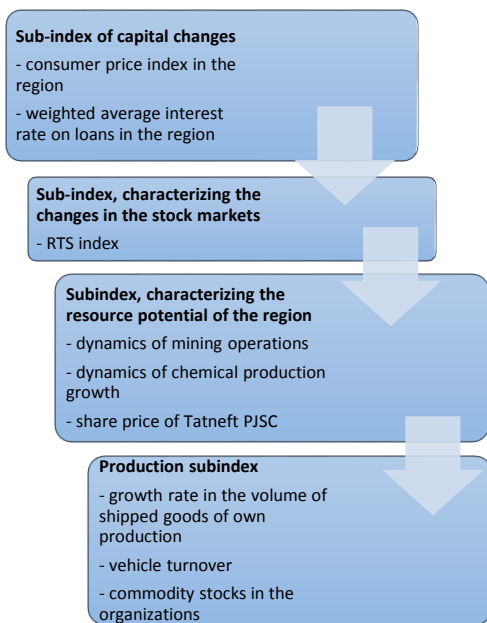 Sub-index of capital changes
- consumer price index in the
region
- weighted average interest
rate on loans in the region
Sub-index, characterizing the
changes in the stock markets
- RTS index
Subindex, characterizing the
resource potential of the region
- dynamics of mining operations
- dynamics of chemical production
growth
- share price of Tatneft PJSC
Production subindex
- growth rate in the volume of
shipped goods of own
production
- vehicle turnover
- commodity stocks in the
organizations